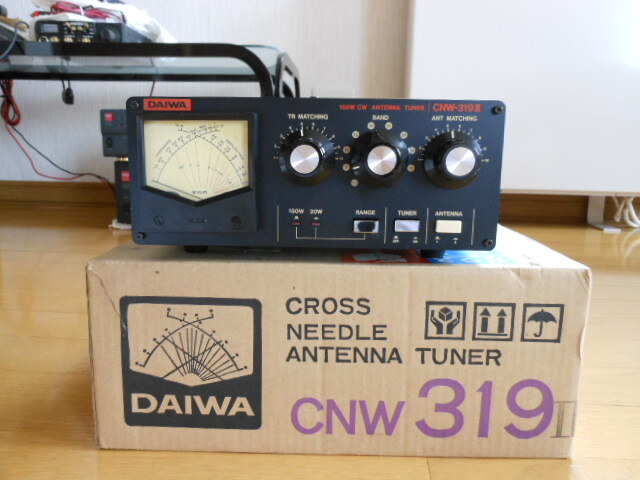 DAIWA
150W CW ANTENNA TUNER CNW-319Ⅱ
TR MATCHING
BAND
ANT MATCHING
SWR
150W 20W
RANGE
TUNER
ANTENNA
CROSS
NEEDLE
ANTENNA TUNER
DAIWA
CNW 319Ⅱ